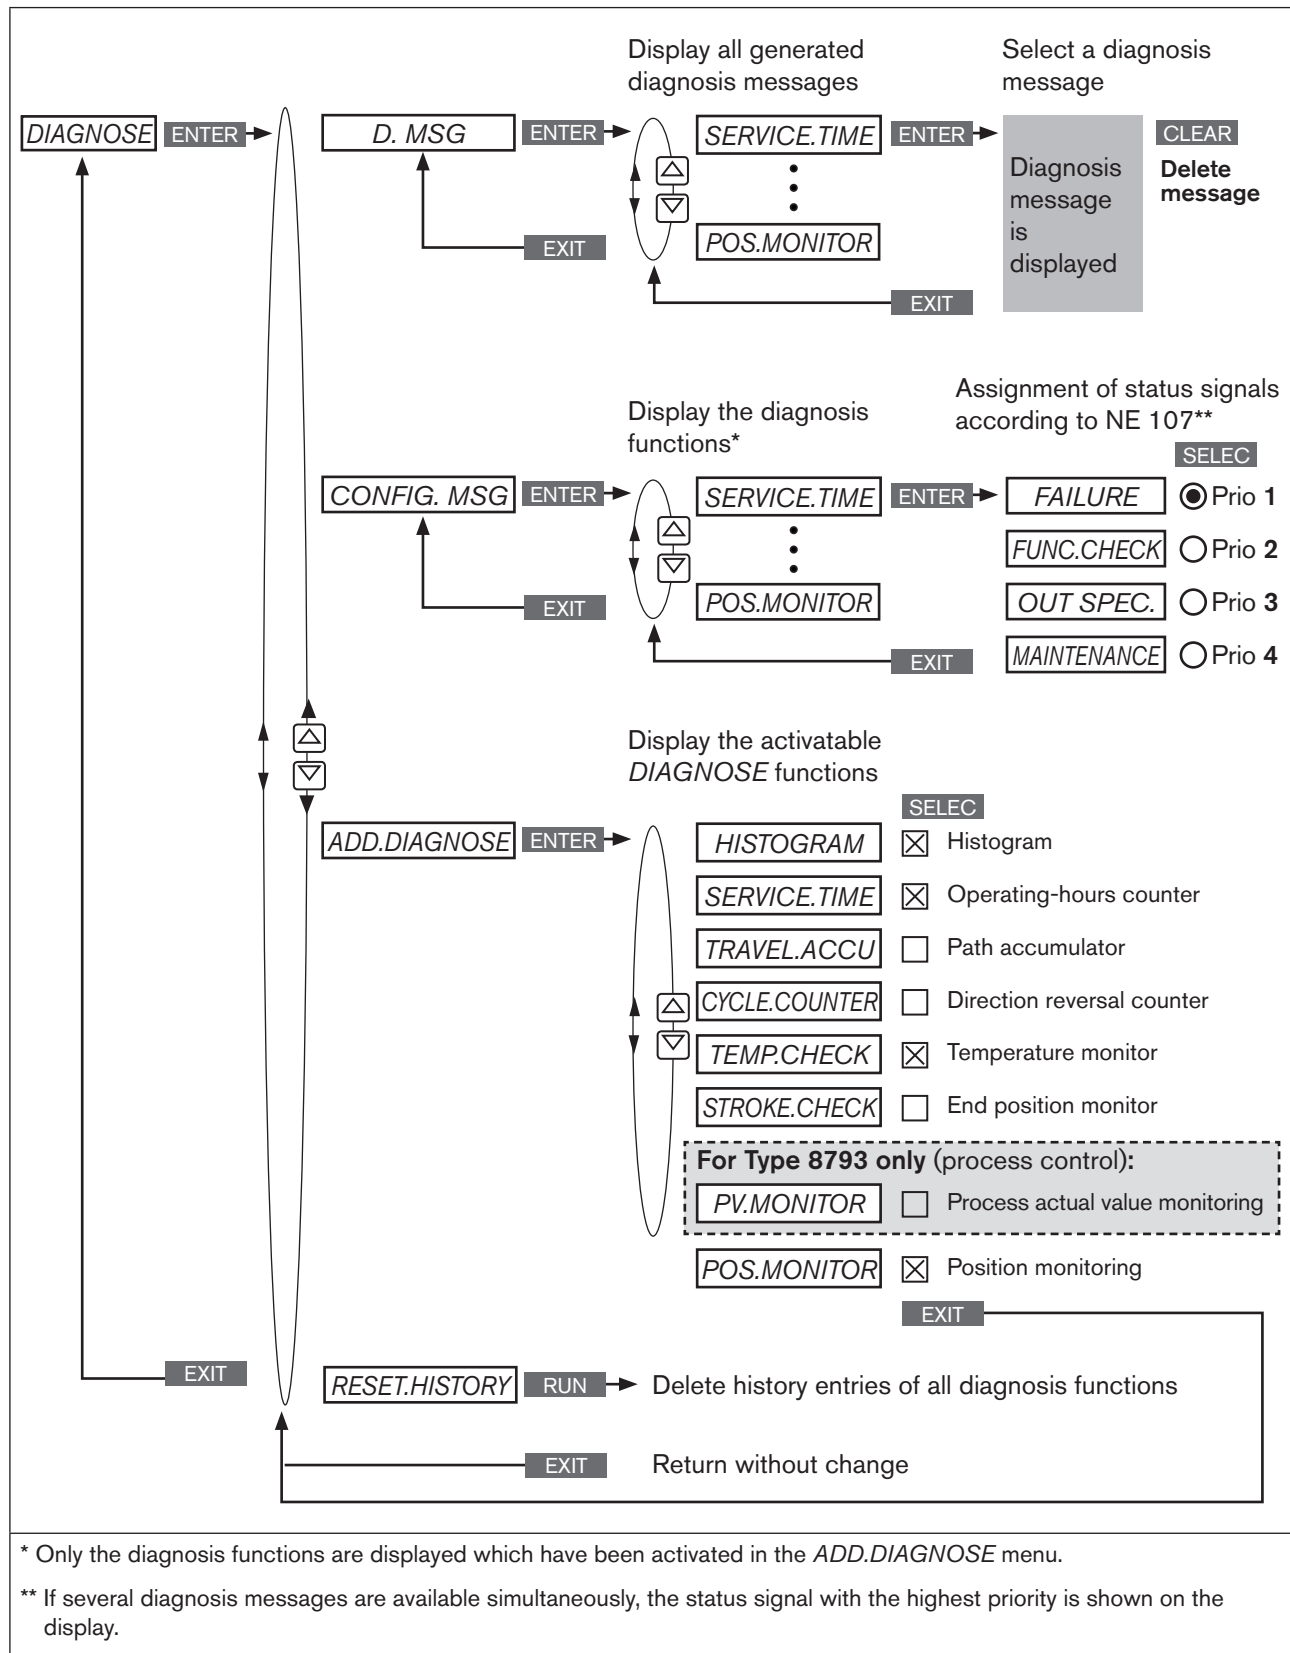 Display all generated
diagnosis messages
Select a diagnosis
message
DIAGNOSE ENTER D. MSG ENTER SERVICE.TIME ENTER CLEAR
Diagnosis
message
is
displayed
Delete
message
EXIT POS.MONITOR
EXIT
Display the diagnosis
functions*
Assignment of status signals
according to NE 107**
SELEC
CONFIG. MSG ENTER SERVICE.TIME ENTER FAILURE Prio 1
FUNC.CHECK Prio 2
EXIT POS.MONITOR OUT SPEC. Prio 3
EXIT MAINTENANCE Prio 4
Display the activatable
DIAGNOSE functions
SELEC
ADD.DIAGNOSE ENTER HISTOGRAM Histogram
SERVICE.TIME Operating-hours counter
TRAVEL.ACCU Path accumulator
CYCLE.COUNTER Direction reversal counter
TEMP.CHECK Temperature monitor
STROKE.CHECK End position monitor
For Type 8793 only (process control):
PV.MONITOR Process actual value monitoring
POS.MONITOR Position monitoring
EXIT
EXIT RESET.HISTORY RUN Delete history entries of all diagnosis functions
EXIT Return without change
* Only the diagnosis functions are displayed which have been activated in the ADD.DIAGNOSE menu.
** If several diagnosis messages are available simultaneously, the status signal with the highest priority is shown on the
display.